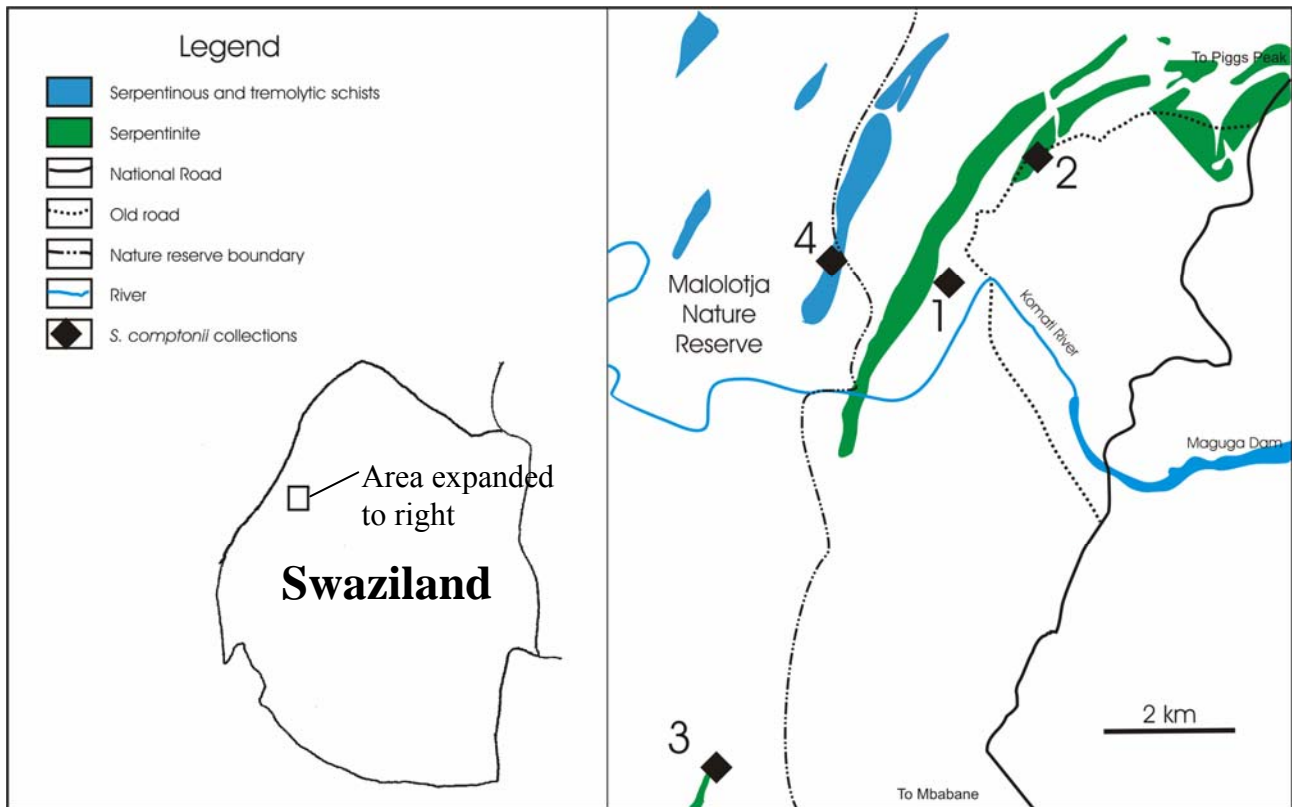 Legend
Serpentinous and tremolytic schists
Serpentinite
National Road
Old road
Nature reserve boundary
River
S. comptonii collections
Area expanded
to right
Swaziland
To Piggs Peak
2
4
1
Malolotja
Nature
Reserve
Komati River
Maguga Dam
2 km
3
To Mbabane